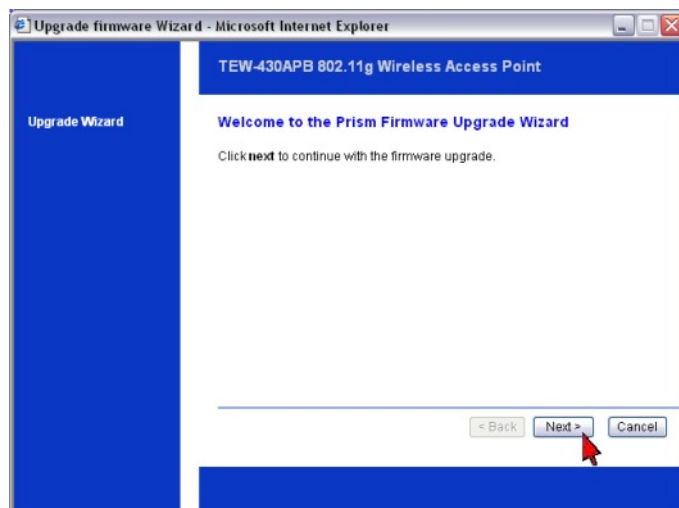 Upgrade firmware Wizard - Microsoft Internet Explorer
TEW-430APB 802.11g Wireless Access Point
Upgrade Wizard
Welcome to the Prism Firmware Upgrade Wizard
Click next to continue with the firmware upgrade.
< Back Next > Cancel